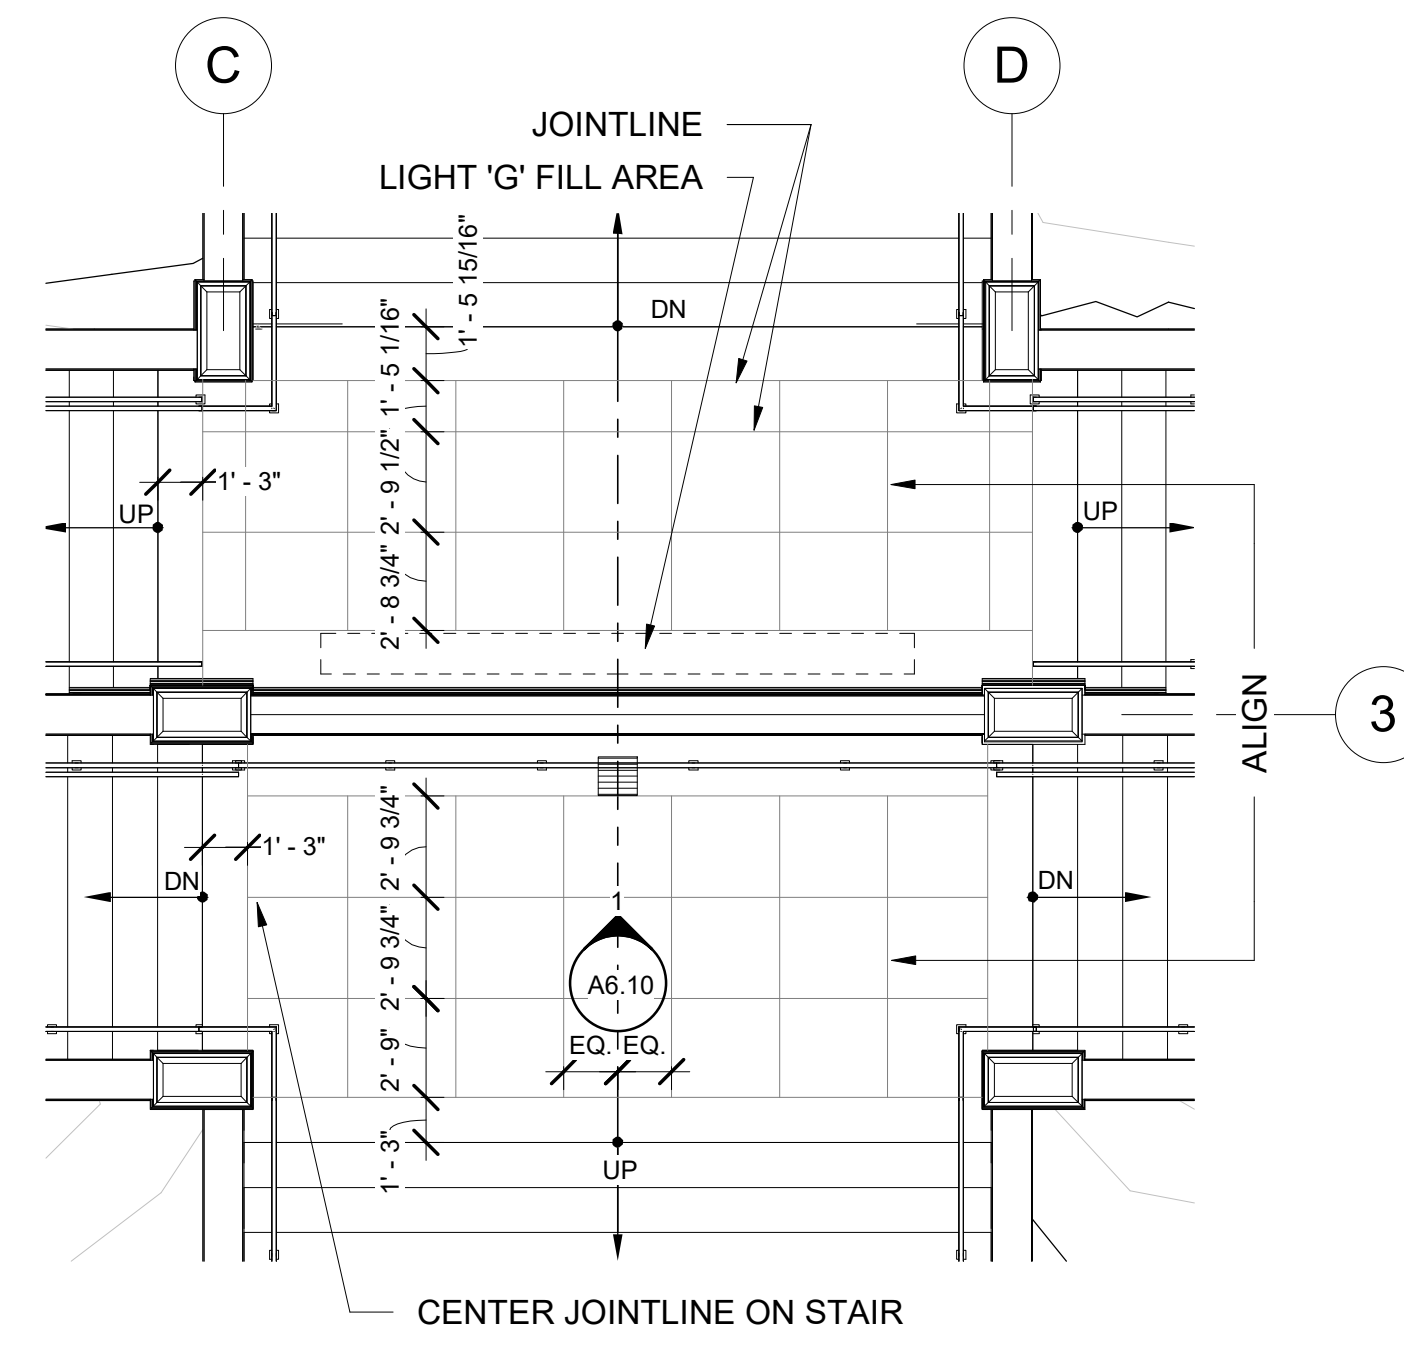 C
D
JOINTLINE
LIGHT 'G' FILL AREA
1' - 5 15/16"
DN
1' - 5 1/16"
2' - 9 1/2"
1' - 3"
UP
UP
2' - 8 3/4"
ALIGN
3
2' - 9 3/4"
1' - 3"
DN
DN
1
2' - 9 3/4"
A6.10
EQ. EQ.
2' - 9"
1' - 3"
UP
CENTER JOINTLINE ON STAIR